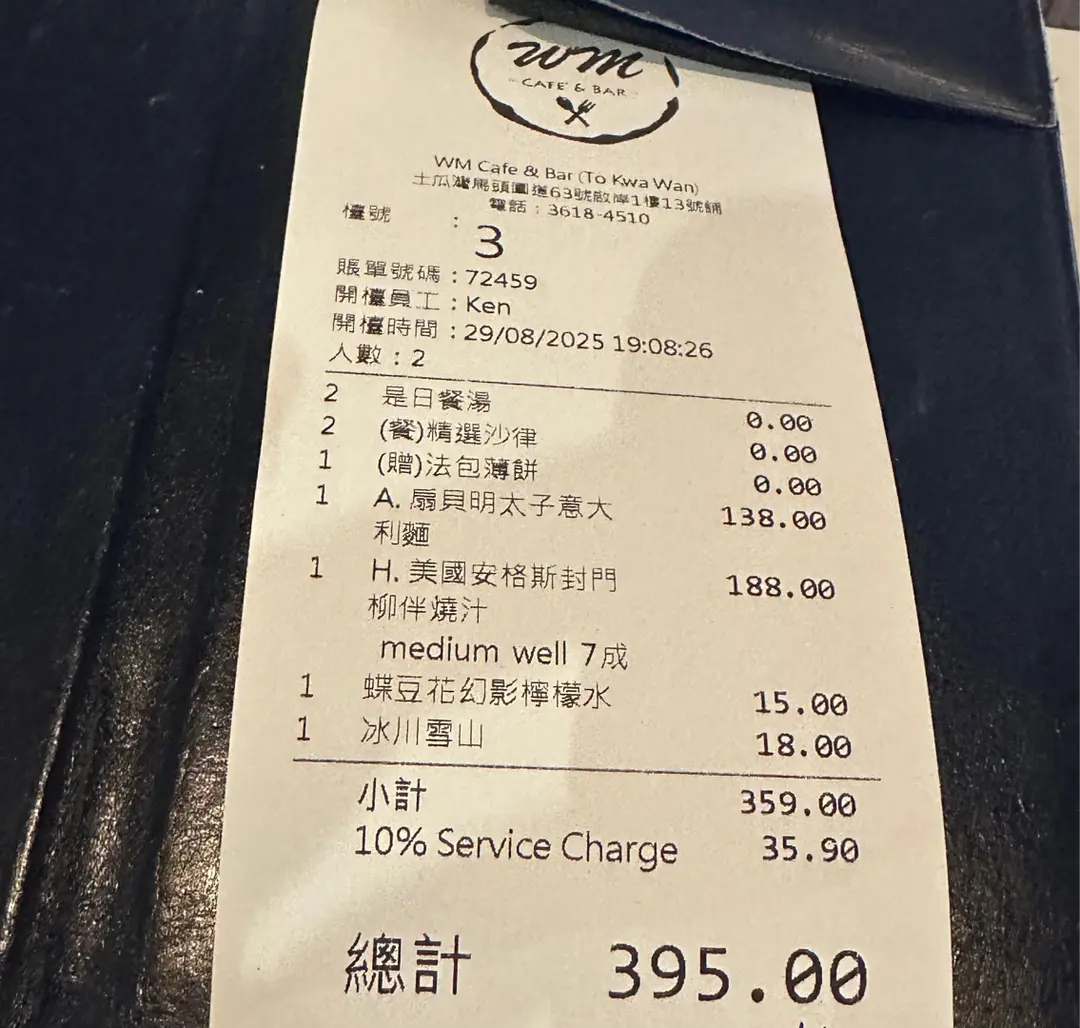 wm
CAFE & BAR
WM Cafe & Bar (To Kwa Wan)
土瓜灣馬頭圍道63號啟岸1樓13號舖
電話：3618-4510
檯號 : 3
賬單號碼：72459
開檯員工：Ken
開檯時間：29/08/2025 19:08:26
人數：2
2 是日餐湯 0.00
2 (餐)精選沙律 0.00
1 (贈)法包薄餅 0.00
1 A. 扇貝明太子意大 138.00
利麵
1 H. 美國安格斯封門 188.00
柳伴燒汁
medium well 7成
1 蝶豆花幻影檸檬水 15.00
1 冰川雪山 18.00
小計 359.00
10% Service Charge 35.90
總計 395.00